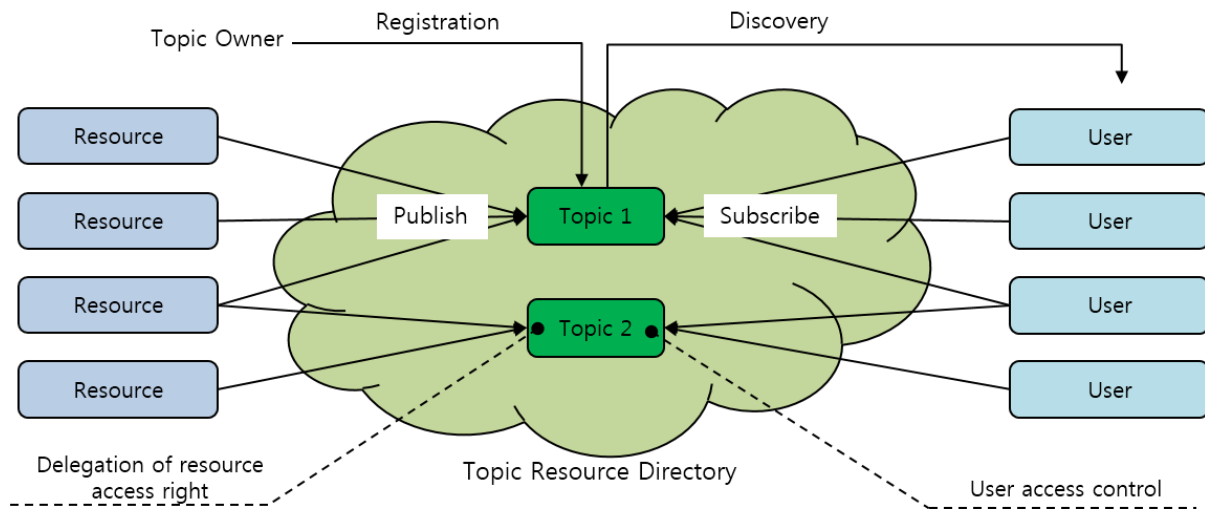 Registration
Discovery
Topic Owner
Resource
User
Resource
Publish
Topic 1
Subscribe
User
Resource
Topic 2
User
Resource
User
Delegation of resource
access right
Topic Resource Directory
User access control